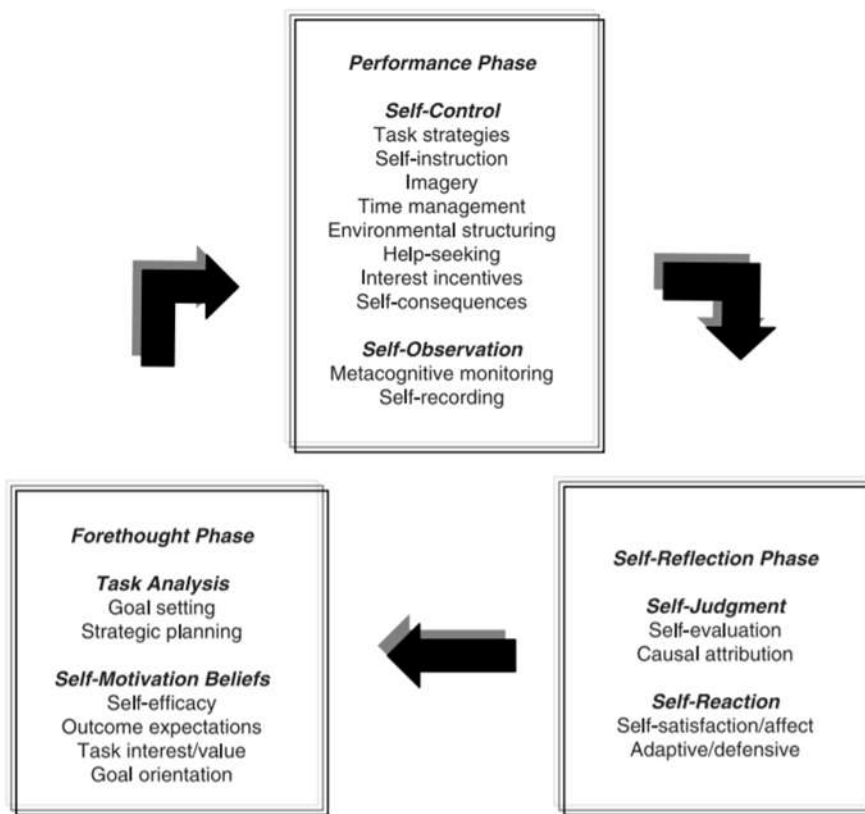 Performance Phase
Self-Control
Task strategies
Self-instruction
Imagery
Time management
Environmental structuring
Help-seeking
Interest incentives
Self-consequences
Self-Observation
Metacognitive monitoring
Self-recording
Forethought Phase
Task Analysis
Goal setting
Strategic planning
Self-Motivation Beliefs
Self-efficacy
Outcome expectations
Task interest/value
Goal orientation
Self-Reflection Phase
Self-Judgment
Self-evaluation
Causal attribution
Self-Reaction
Self-satisfaction/affect
Adaptive/defensive